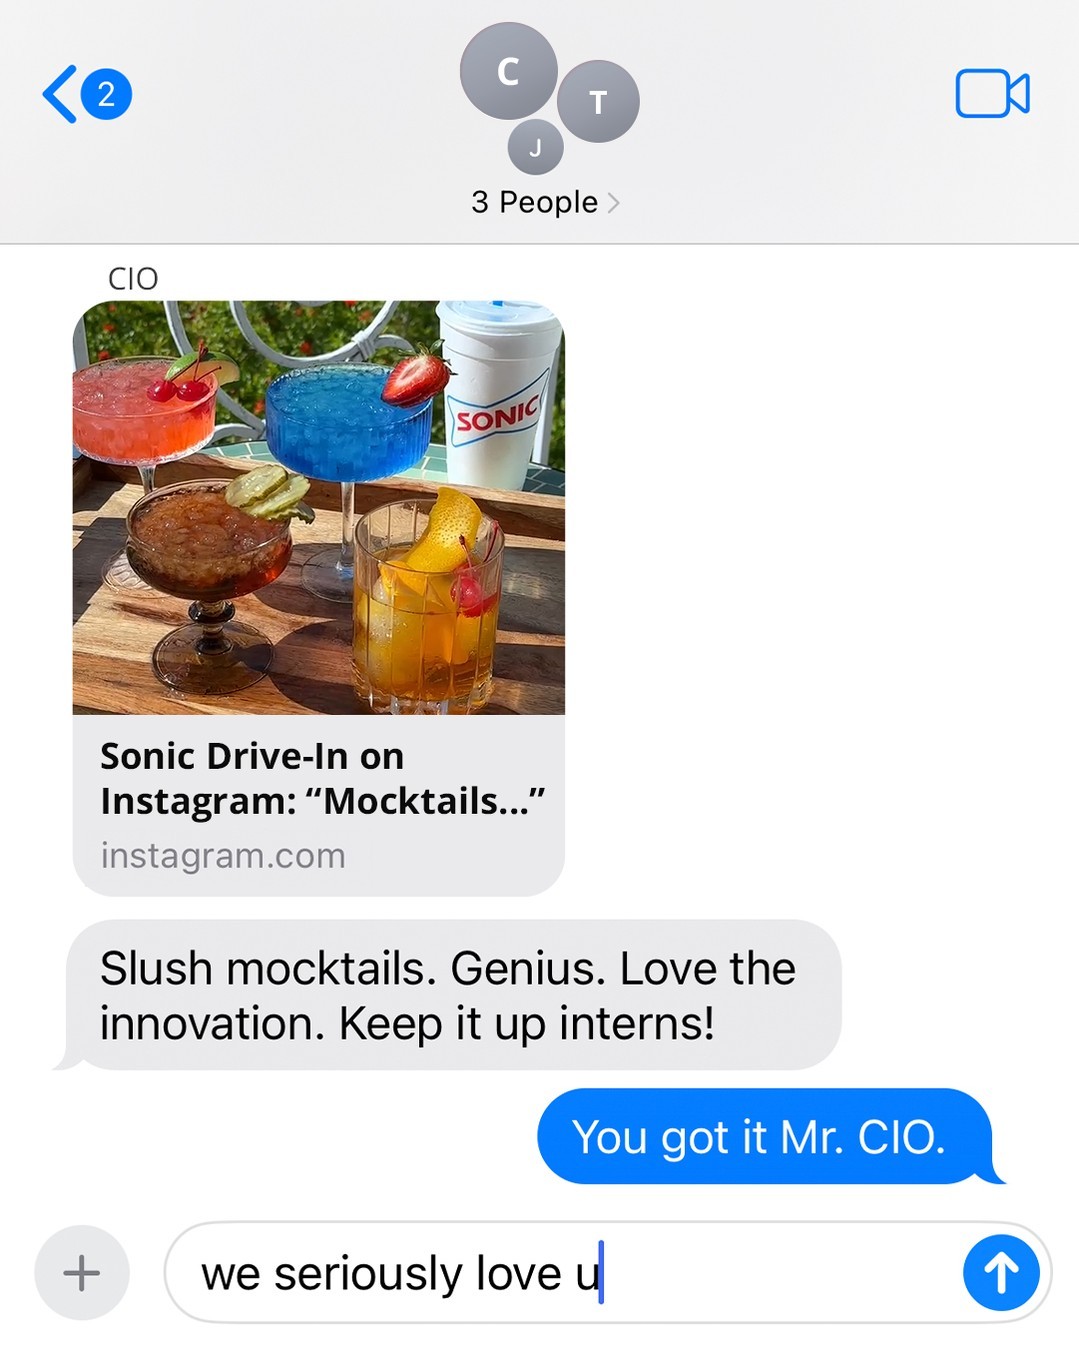 2
C
T
J
3 People
CIO
SONIC
Sonic Drive-In on
Instagram: “Mocktails...”
instagram.com
Slush mocktails. Genius. Love the
innovation. Keep it up interns!
You got it Mr. CIO.
we seriously love u